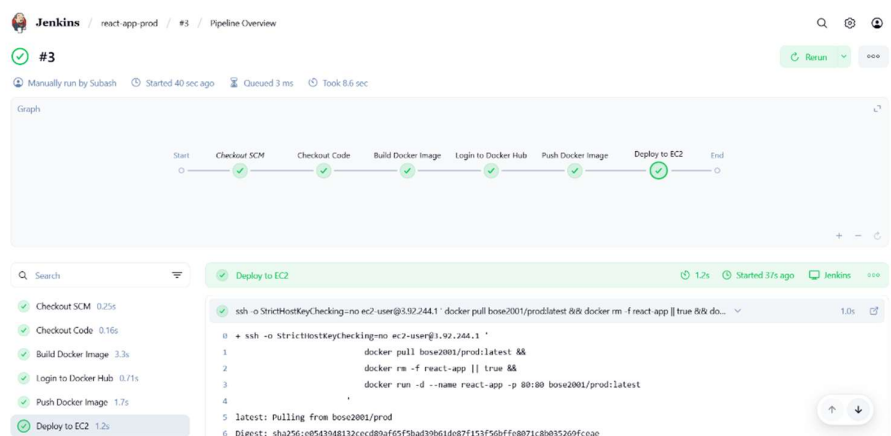 Jenkins / react-app-prod / #3 / Pipeline Overview
#3
Rerun
Manually run by Subash Started 40 sec ago Queued 3 ms Took 8.6 sec
Graph
Start Checkout SCM Checkout Code Build Docker Image Login to Docker Hub Push Docker Image Deploy to EC2 End
Search
Deploy to EC2 1.2s Started 37s ago Jenkins
Checkout SCM 0.25s
Checkout Code 0.16s
Build Docker Image 3.3s
Login to Docker Hub 0.71s
Push Docker Image 1.7s
Deploy to EC2 1.2s
ssh -o StrictHostKeyChecking=no ec2-user@3.92.244.1 ' docker pull bose2001/prod:latest && docker rm -f react-app || true && do... 1.0s
0 + ssh -o StrictHostKeyChecking=no ec2-user@3.92.244.1 '
1 docker pull bose2001/prod:latest &&
2 docker rm -f react-app || true &&
3 docker run -d --name react-app -p 80:80 bose2001/prod:latest
4 '
5 latest: Pulling from bose2001/prod
6 Digest: sha256:e0543948132cecd89af65f5bad39b61de87f153f56bffe8071c8b035269fceae